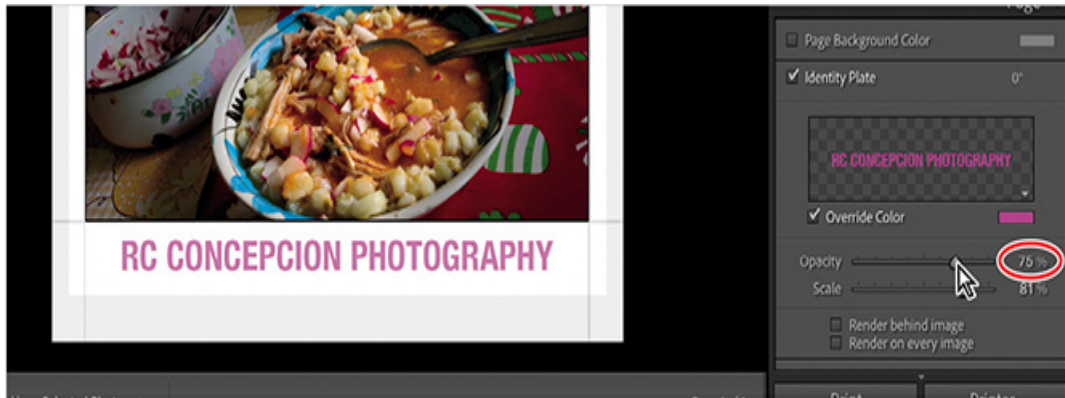 Page Background Color
Identity Plate 0°
RC CONCEPCION PHOTOGRAPHY
Override Color
RC CONCEPCION PHOTOGRAPHY
Opacity 75 %
Scale 81 %
Render behind image
Render on every image